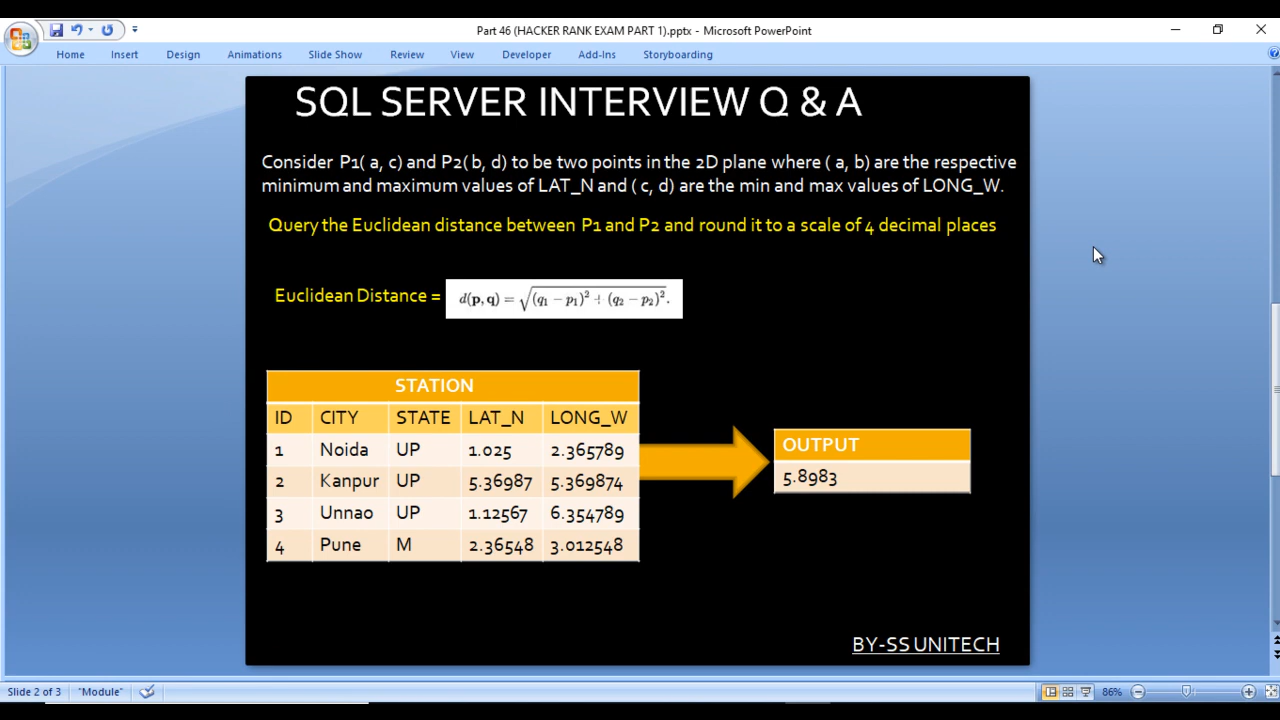 Part 46 (HACKER RANK EXAM PART 1).pptx - Microsoft PowerPoint
Home Insert Design Animations Slide Show Review View Developer Add-Ins Storyboarding
SQL SERVER INTERVIEW Q & A
Consider P1( a, c) and P2( b, d) to be two points in the 2D plane where ( a, b) are the respective
minimum and maximum values of LAT_N and ( c, d) are the min and max values of LONG_W.
Query the Euclidean distance between P1 and P2 and round it to a scale of 4 decimal places
Euclidean Distance = d(p, q) = √(q₁ − p₁)² + (q₂ − p₂)².
STATION
ID CITY STATE LAT_N LONG_W
1 Noida UP 1.025 2.365789
2 Kanpur UP 5.36987 5.369874
3 Unnao UP 1.12567 6.354789
4 Pune M 2.36548 3.012548
OUTPUT
5.8983
BY-SS UNITECH
Slide 2 of 3 "Module" 86%